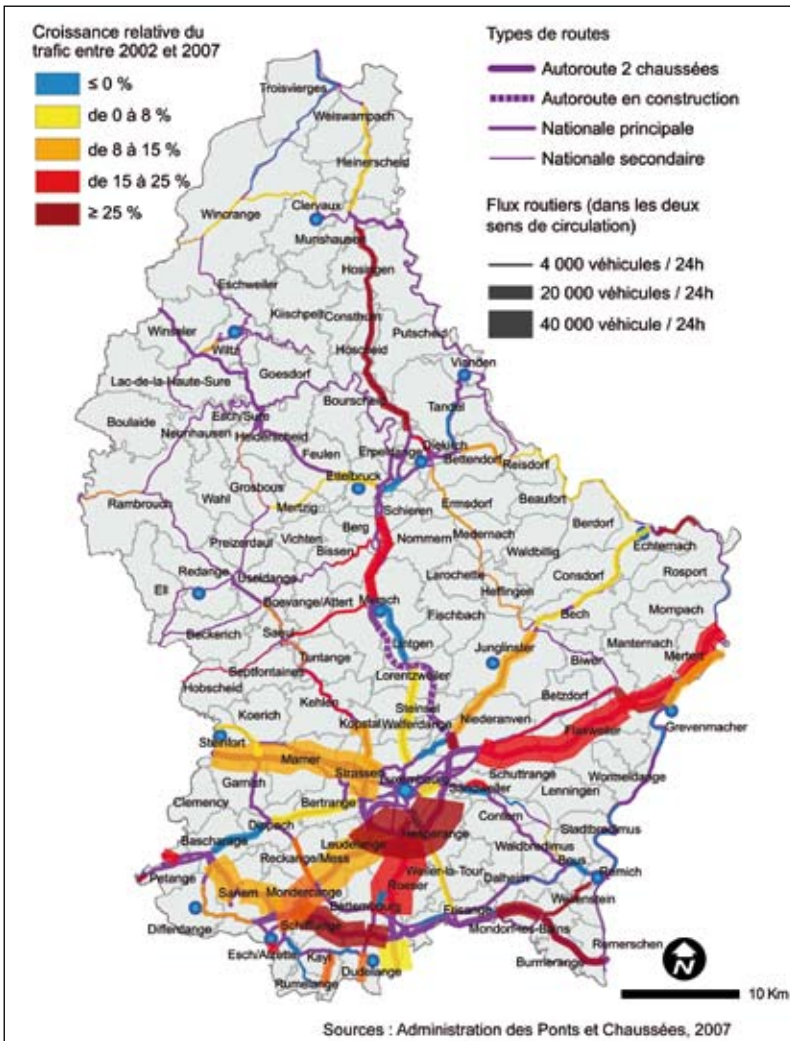 Croissance relative du
trafic entre 2002 et 2007
≤ 0 %
de 0 à 8 %
de 8 à 15 %
de 15 à 25 %
≥ 25 %
Types de routes
Autoroute 2 chaussées
Autoroute en construction
Nationale principale
Nationale secondaire
Flux routiers (dans les deux
sens de circulation)
4 000 véhicules / 24h
20 000 véhicules / 24h
40 000 véhicule / 24h
Troisvierges
Weiswampach
Heinerscheid
Clervaux
Wincrange
Munshausen
Hosingen
Eschweiler
Kiischpelt
Consthum
Putscheid
Winseler
Wiltz
Hoscheid
Goesdorf
Vianden
Lac-de-la-Haute-Sure
Bourscheid
Tandel
Boulaide
Esch/Sure
Neunhausen
Heiderscheid
Feulen
Erpeldange
Diekirch
Bettendorf
Reisdorf
Ettelbruck
Grosbous
Rambrouch
Wahl
Mertzig
Schieren
Ermsdorf
Beaufort
Berdorf
Vichten
Berg
Nommern
Medernach
Waldbillig
Echternach
Preizerdaul
Bissen
Rosport
Redange
Useldange
Larochette
Consdorf
Ell
Heffingen
Boevange/Attert
Mersch
Fischbach
Bech
Mompach
Beckerich
Saeul
Lintgen
Junglinster
Manternach
Tuntange
Biwer
Mertert
Septfontaines
Lorentzweiler
Hobscheid
Kehlen
Steinsel
Betzdorf
Koerich
Kopstal
Walferdange
Niederanven
Flaxweiler
Grevenmacher
Steinfort
Mamer
Strassen
Luxembourg
Schuttrange
Wormeldange
Garnich
Sandweiler
Lenningen
Clemency
Bertrange
Contern
Stadtbredimus
Dippach
Hesperange
Bascharage
Leudelange
Waldbredimus
Reckange/Mess
Weiler-la-Tour
Bous
Remich
Petange
Dalheim
Sanem
Mondercange
Roeser
Wellenstein
Bettembourg
Frisange
Differdange
Schifflange
Mondorf-les-Bains
Remerschen
Esch/Alzette
Kayl
Burmerange
Dudelange
Rumelange
N
10 Km
Sources : Administration des Ponts et Chaussées, 2007